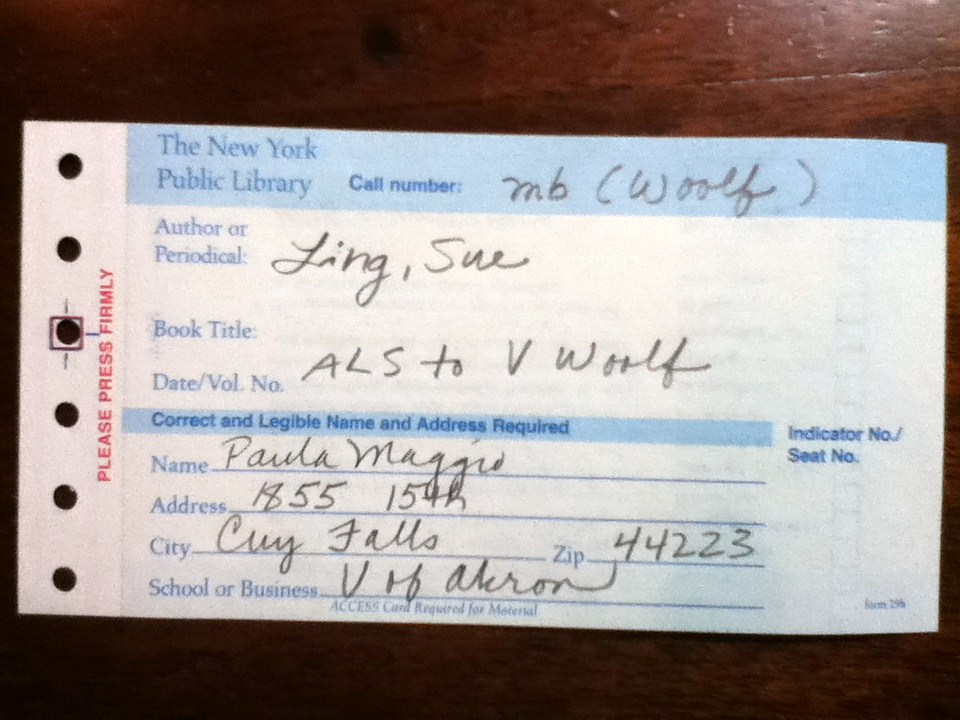 The New York
Public Library Call number: mb (Woolf)
Author or
Periodical: Ling, Sue
Book Title:
Date/Vol. No. ALS to V Woolf
Correct and Legible Name and Address Required
Indicator No./
Seat No.
Name Paula Maggio
Address 1855 15th
City Cuy Falls Zip 44223
School or Business U of Akron
ACCESS Card Required for Material
form 29b
PLEASE PRESS FIRMLY